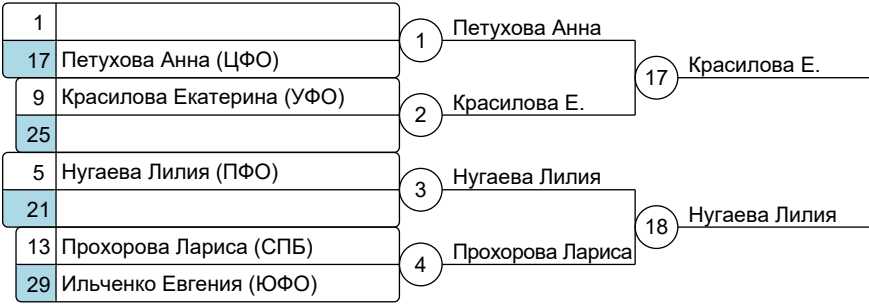 1
17 Петухова Анна (ЦФО)
9 Красилова Екатерина (УФО)
25
5 Нугаева Лилия (ПФО)
21
13 Прохорова Лариса (СПБ)
29 Ильченко Евгения (ЮФО)
1 Петухова Анна
2 Красилова Е.
3 Нугаева Лилия
4 Прохорова Лариса
17 Красилова Е.
18 Нугаева Лилия